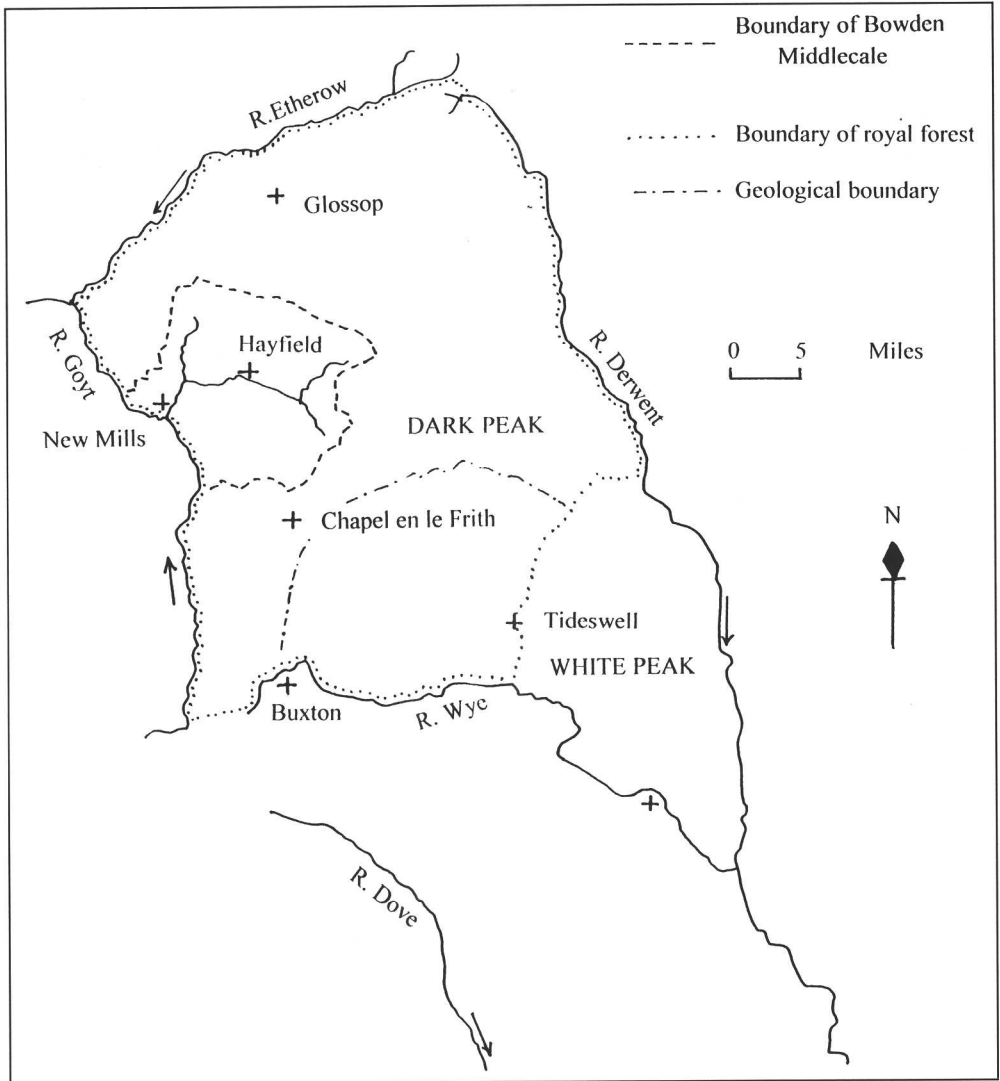 Boundary of Bowden
Middlecale
R. Etherow
Boundary of royal forest
Geological boundary
Glossop
R. Goyt
Hayfield
R. Derwent
0 5 Miles
New Mills
DARK PEAK
N
Chapel en le Frith
Tideswell
WHITE PEAK
Buxton
R. Wye
R. Dove